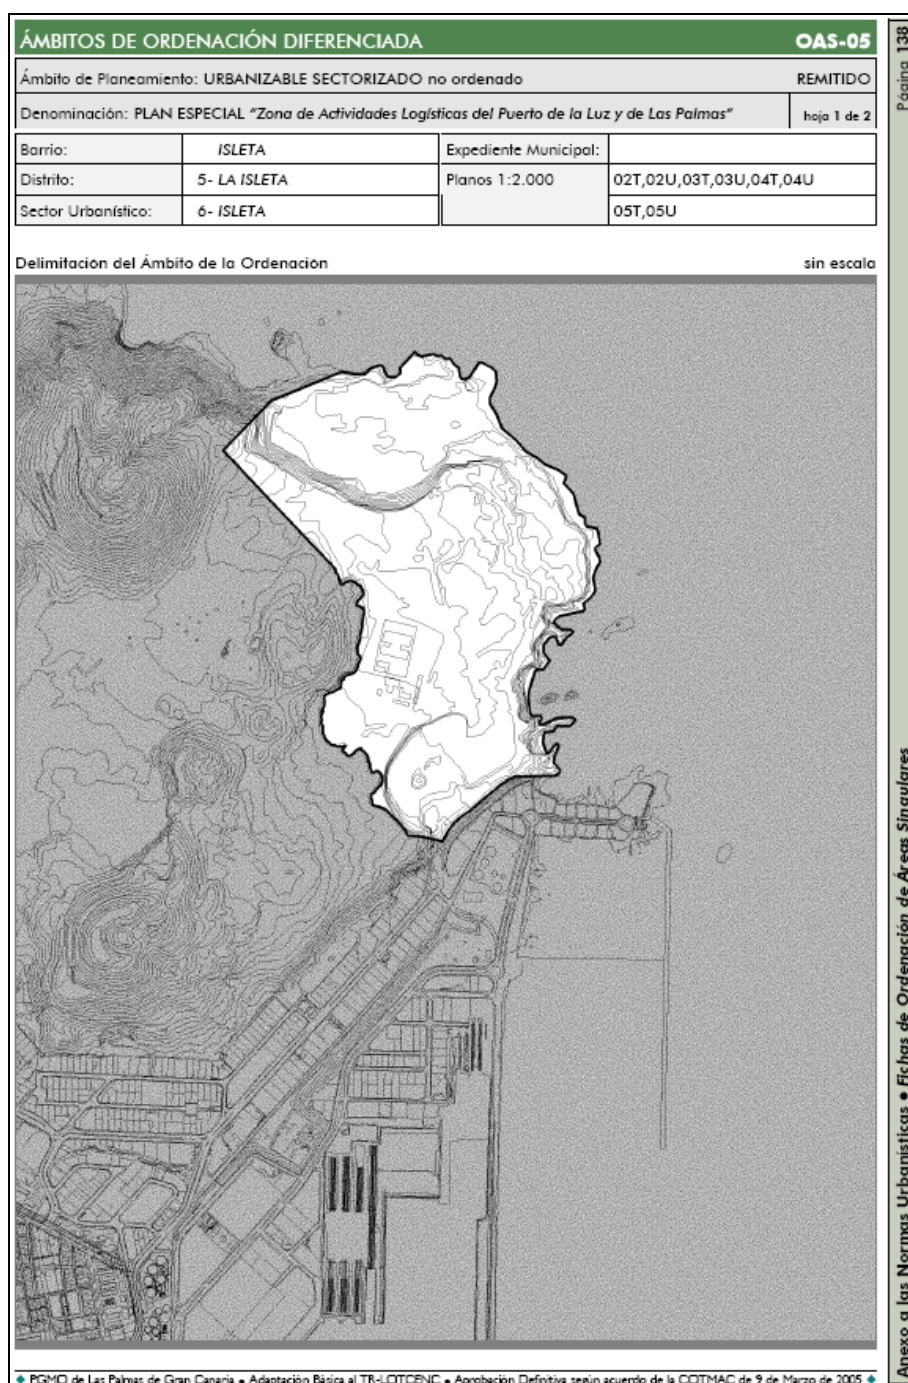 ÁMBITOS DE ORDENACIÓN DIFERENCIADA OAS-05
Ámbito de Planeamiento: URBANIZABLE SECTORIZADO no ordenado REMITIDO
Denominación: PLAN ESPECIAL "Zona de Actividades Logísticas del Puerto de la Luz y de Las Palmas" hoja 1 de 2
Barrio: ISLETA Expediente Municipal:
Distrito: 5- LA ISLETA Planos 1:2.000 02T,02U,03T,03U,04T,04U
Sector Urbanístico: 6- ISLETA 05T,05U
Delimitación del Ámbito de la Ordenación sin escala
◆ PGMO de Las Palmas de Gran Canaria • Adaptación Básica al TR-LOTCENC • Aprobación Definitiva según acuerdo de la COTMAC de 9 de Marzo de 2005 ◆
Anexo a las Normas Urbanísticas • Fichas de Ordenación de Áreas Singulares Página 138